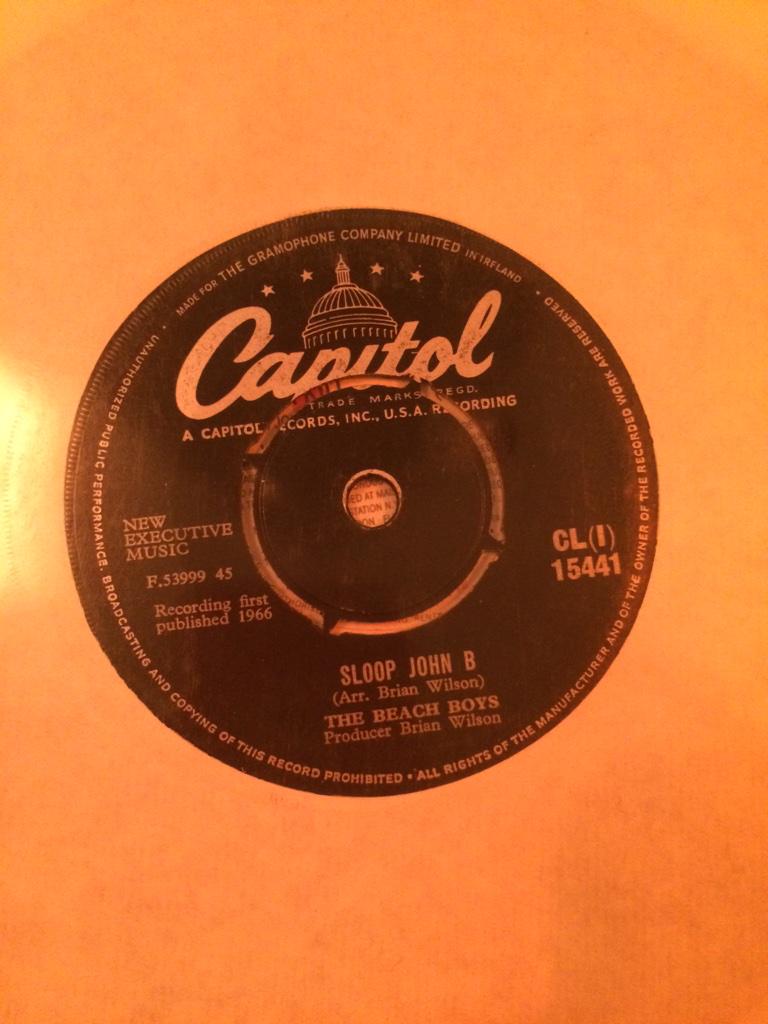 MADE FOR THE GRAMOPHONE COMPANY LIMITED IN IRELAND
Capitol
TRADE MARKS REGD.
A CAPITOL RECORDS, INC., U.S.A. RECORDING
ED AT
STATION
NEW
EXECUTIVE
MUSIC
F.53999 45
Recording first
published 1966
CL(I)
15441
SLOOP JOHN B
(Arr. Brian Wilson)
THE BEACH BOYS
Producer Brian Wilson
UNAUTHORIZED PUBLIC PERFORMANCE, BROADCASTING AND COPYING OF THIS RECORD PROHIBITED • ALL RIGHTS OF THE MANUFACTURER AND OF THE OWNER OF THE RECORDED WORK ARE RESERVED